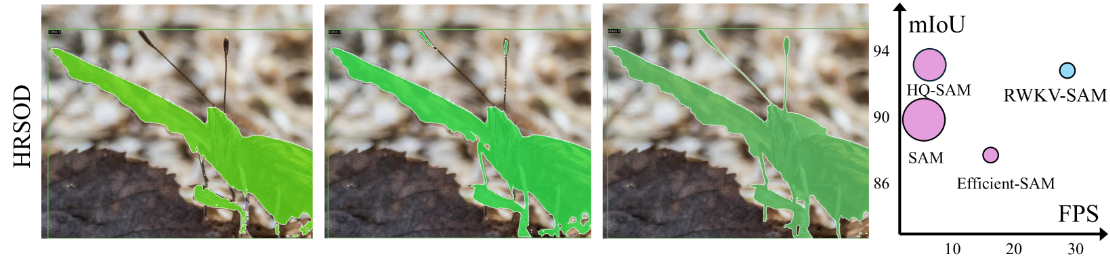 HRSOD
mIoU
94
HQ-SAM
RWKV-SAM
90
SAM
Efficient-SAM
86
FPS
10 20 30